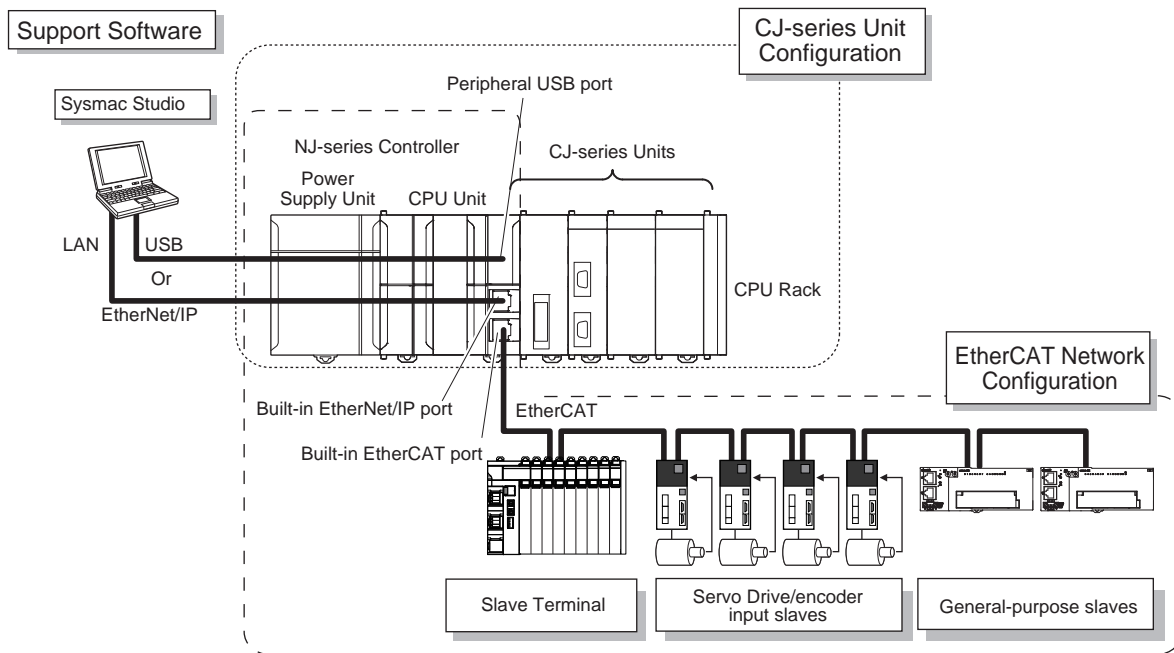 Support Software
CJ-series Unit
Configuration
Peripheral USB port
Sysmac Studio
NJ-series Controller
CJ-series Units
Power
Supply Unit
CPU Unit
LAN
USB
Or
EtherNet/IP
CPU Rack
EtherCAT Network
Configuration
Built-in EtherNet/IP port
EtherCAT
Built-in EtherCAT port
Slave Terminal
Servo Drive/encoder
input slaves
General-purpose slaves